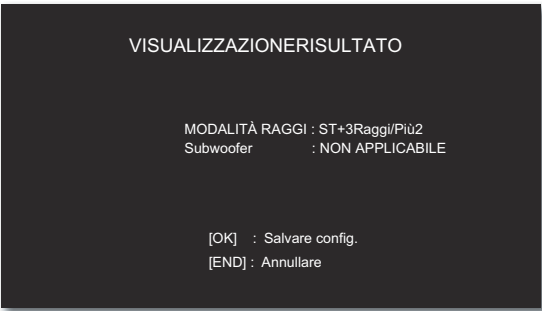 VISUALIZZAZIONERISULTATO
MODALITÀ RAGGI : ST+3Raggi/Più2
Subwoofer : NON APPLICABILE
[OK] : Salvare config.
[END] : Annullare